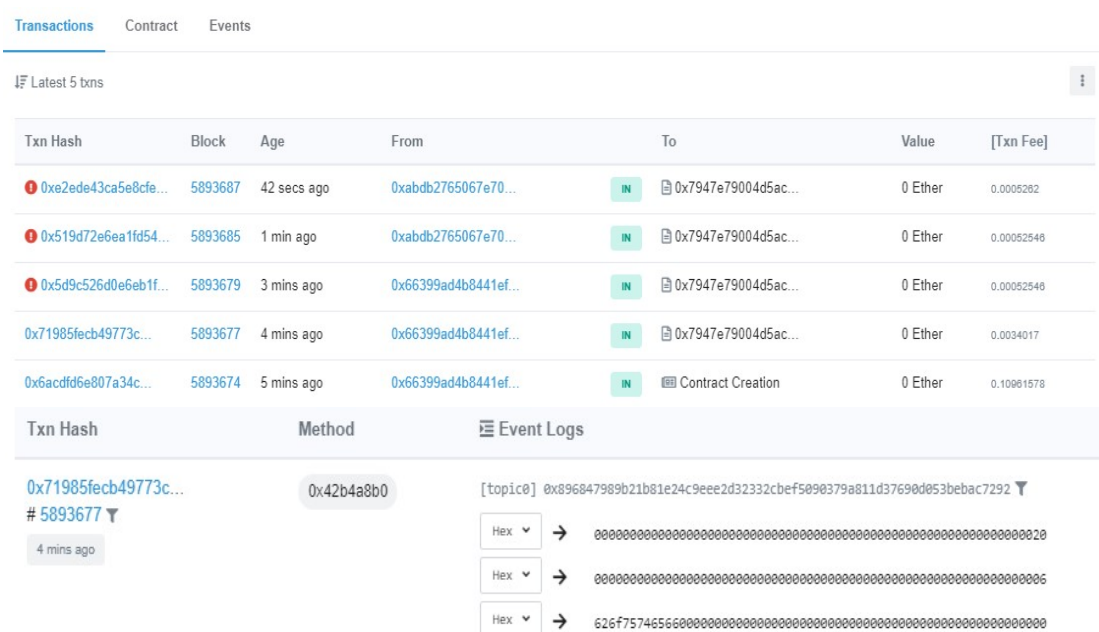 Transactions Contract Events
Latest 5 txns
Txn Hash Block Age From To Value [Txn Fee]
0xe2ede43ca5e8cfe... 5893687 42 secs ago 0xabdb2765067e70... IN 0x7947e79004d5ac... 0 Ether 0.0005262
0x519d72e6ea1fd54... 5893685 1 min ago 0xabdb2765067e70... IN 0x7947e79004d5ac... 0 Ether 0.00052546
0x5d9c526d0e6eb1f... 5893679 3 mins ago 0x66399ad4b8441ef... IN 0x7947e79004d5ac... 0 Ether 0.00052546
0x71985fecb49773c... 5893677 4 mins ago 0x66399ad4b8441ef... IN 0x7947e79004d5ac... 0 Ether 0.0034017
0x6acdfd6e807a34c... 5893674 5 mins ago 0x66399ad4b8441ef... IN Contract Creation 0 Ether 0.10961578
Txn Hash Method Event Logs
0x71985fecb49773c... 0x42b4a8b0 [topic0] 0x896847989b21b81e24c9eee2d32332cbef5090379a811d37690d053bebac7292
# 5893677
4 mins ago
Hex → 0000000000000000000000000000000000000000000000000000000000000020
Hex → 0000000000000000000000000000000000000000000000000000000000000006
Hex → 626f757465660000000000000000000000000000000000000000000000000000